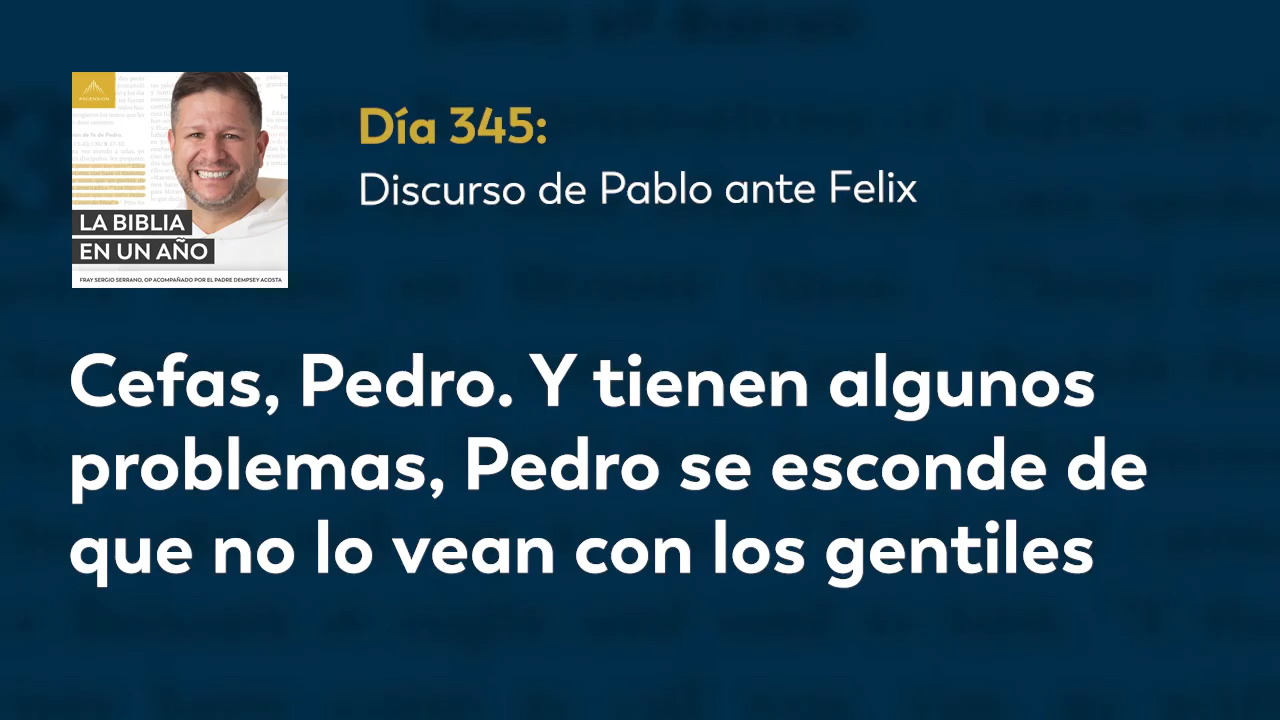 ASCENSION
LA BIBLIA
EN UN AÑO
FRAY SERGIO SERRANO, OP ACOMPAÑADO POR EL PADRE DEMPSEY ACOSTA
Día 345:
Discurso de Pablo ante Felix
Cefas, Pedro. Y tienen algunos
problemas, Pedro se esconde de
que no lo vean con los gentiles